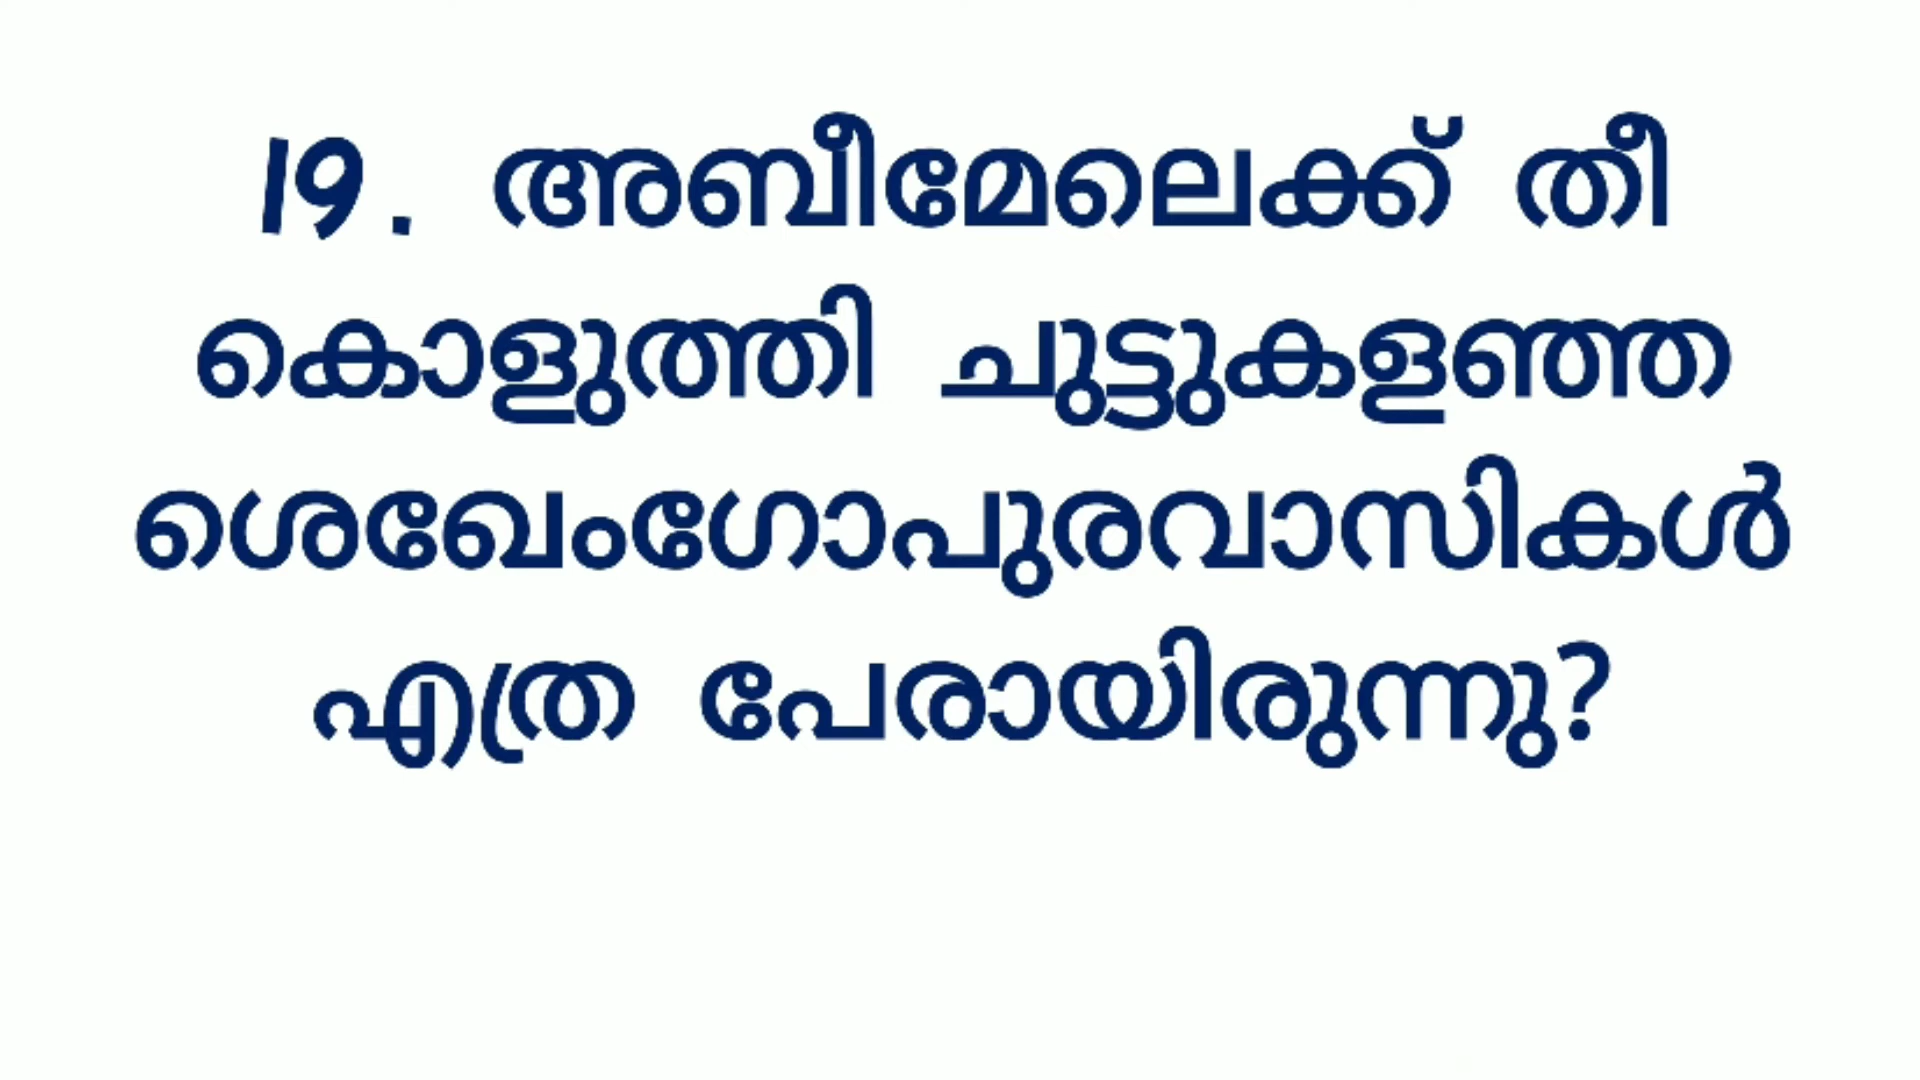 19. അബീമേലെക്ക് തീ
കൊളുത്തി ചുട്ടുകളഞ്ഞ
ശെഖേംഗോപുരവാസികൾ
എത്ര പേരായിരുന്നു?